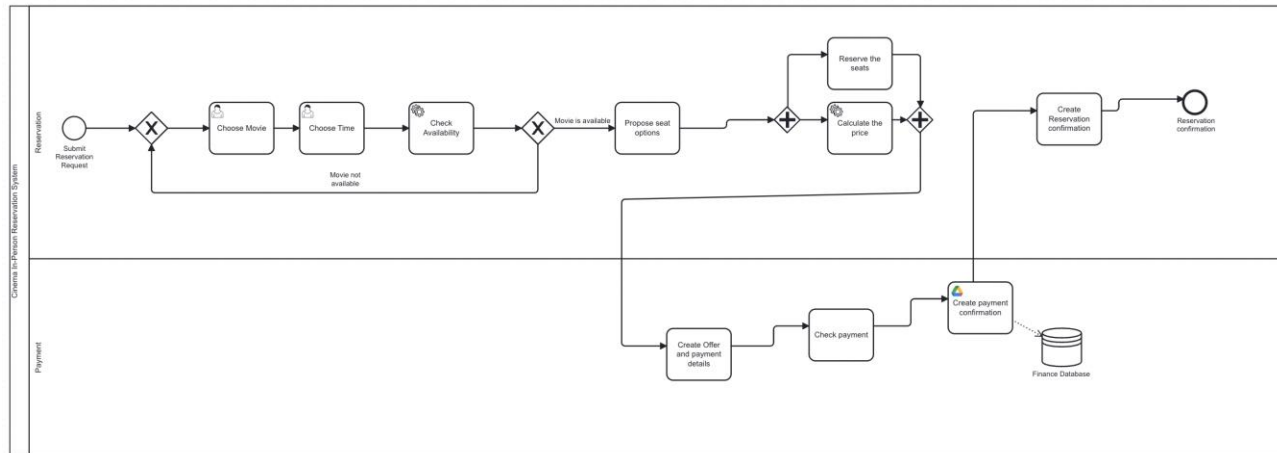 Cinema In-Person Reservation System
Reservation
Submit
Reservation
Request
Choose Movie
Choose Time
Check
Availability
Movie not
available
Movie is available
Propose seat
options
Reserve the
seats
Calculate the
price
Create
Reservation
confirmation
Reservation
confirmation
Payment
Create Offer
and payment
details
Check payment
Create payment
confirmation
Finance Database